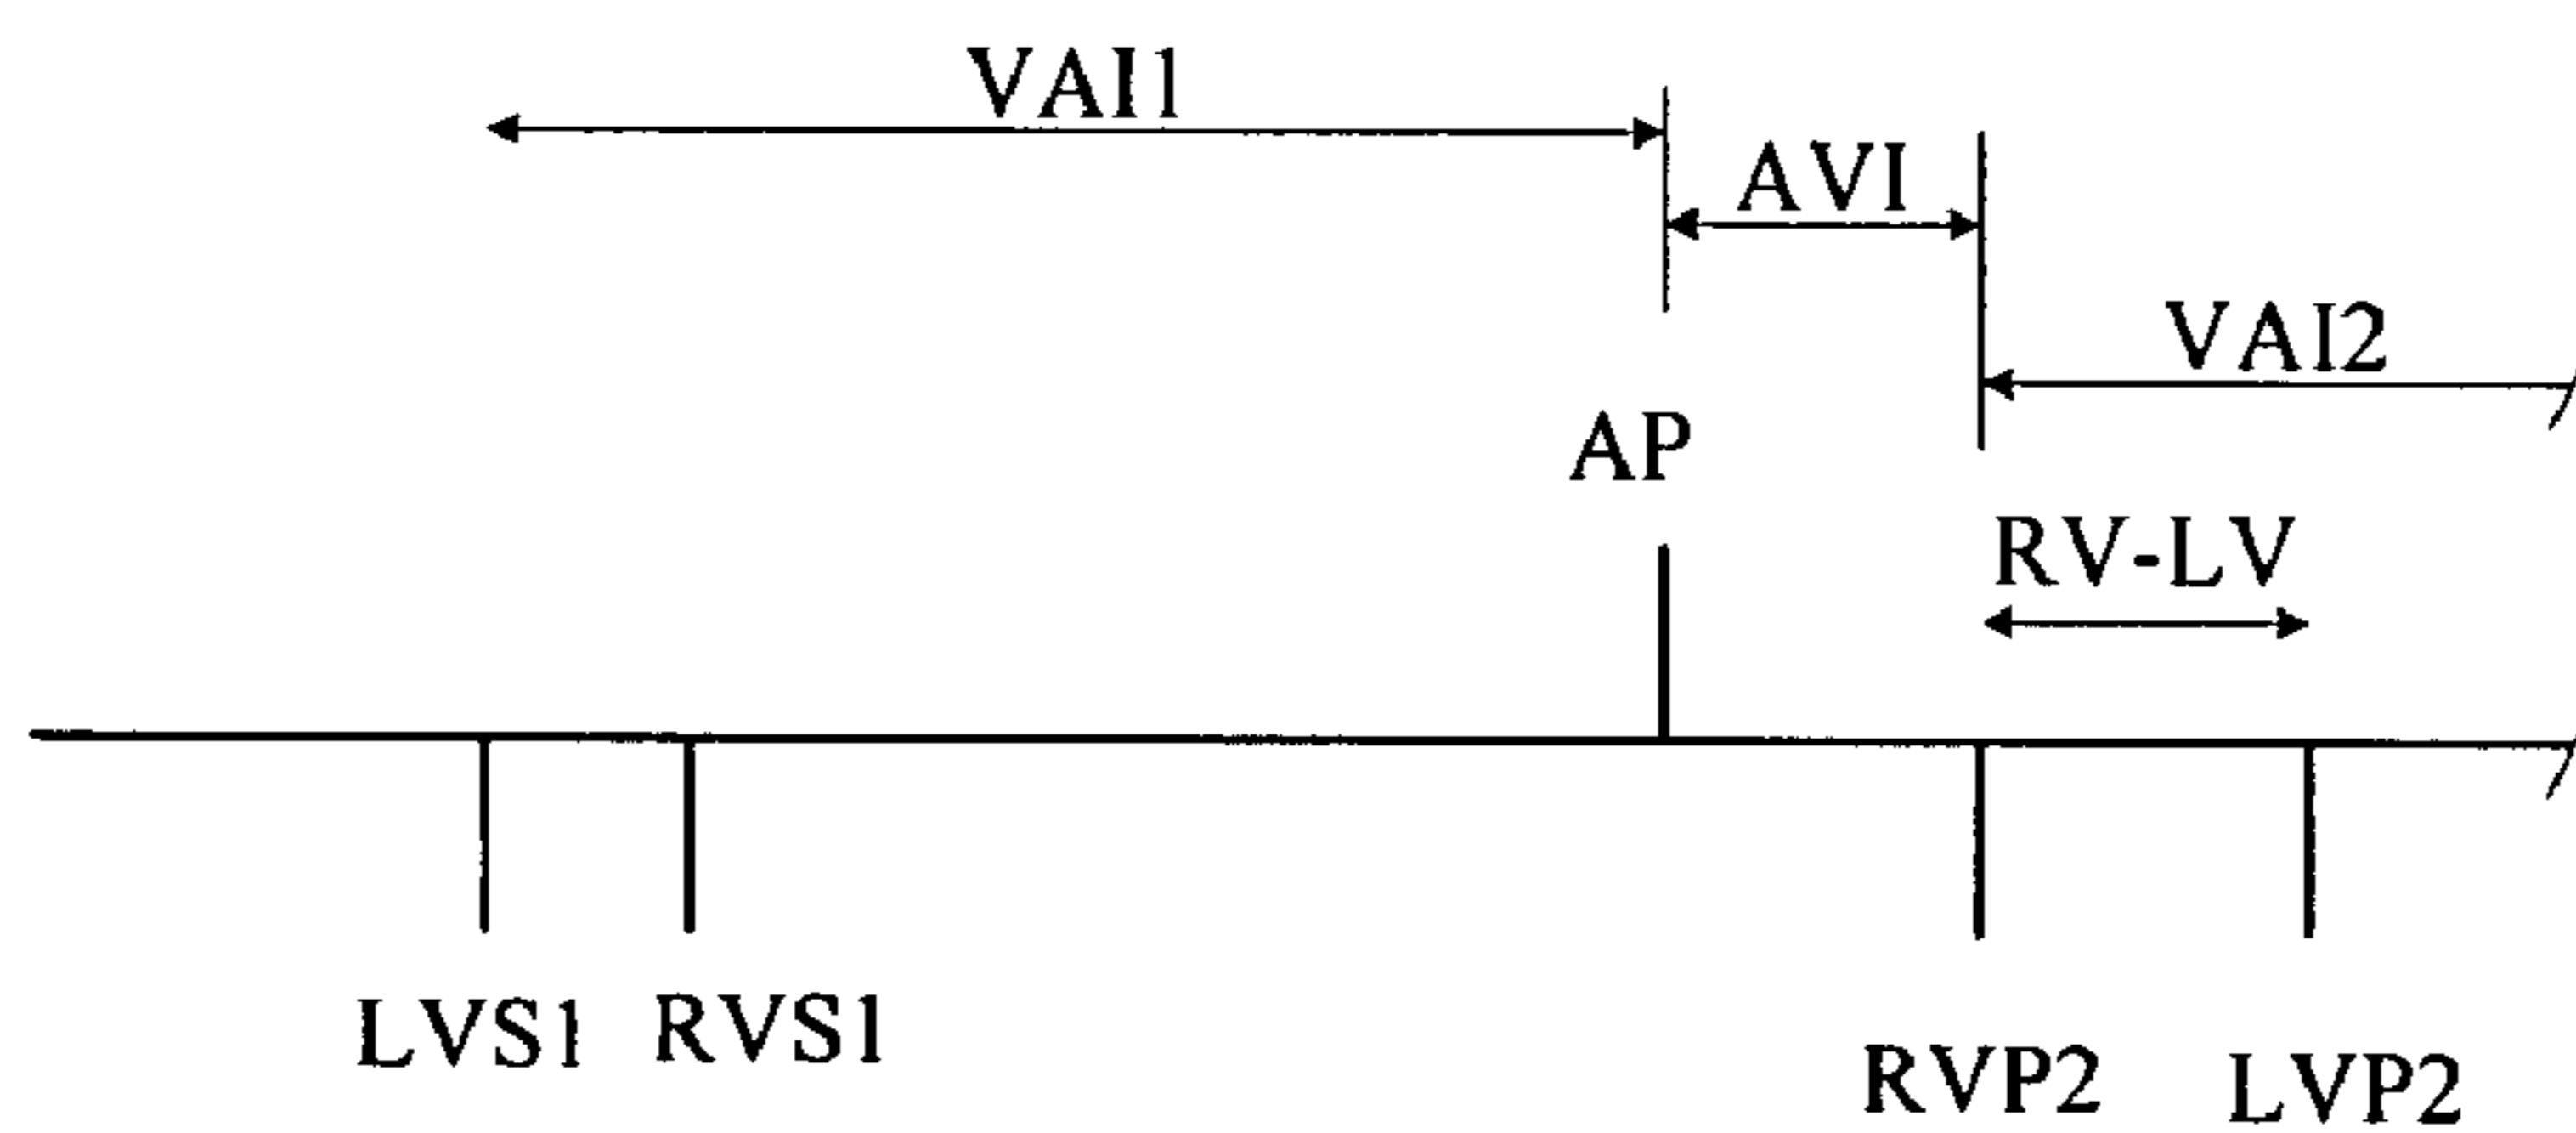 VAI1
AVI
VAI2
AP
RV-LV
LVS1 RVS1
RVP2 LVP2